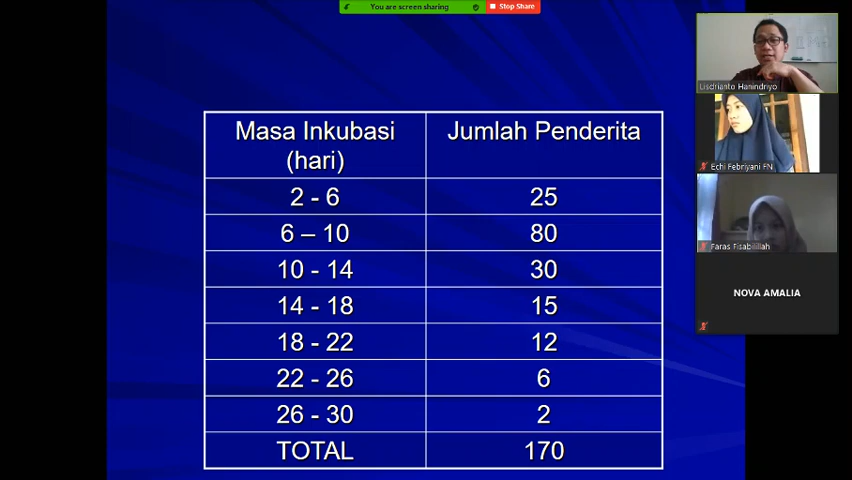 You are screen sharing
Stop Share
Masa Inkubasi (hari) Jumlah Penderita
2 - 6 25
6 – 10 80
10 - 14 30
14 - 18 15
18 - 22 12
22 - 26 6
26 - 30 2
TOTAL 170
Lisdrianto Hanindriyo
Echi Febriyani FN
Faras Fisabilillah
NOVA AMALIA